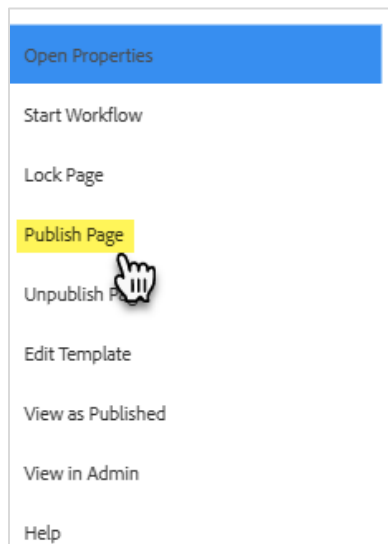 Open Properties
Start Workflow
Lock Page
Publish Page
Unpublish
Edit Template
View as Published
View in Admin
Help